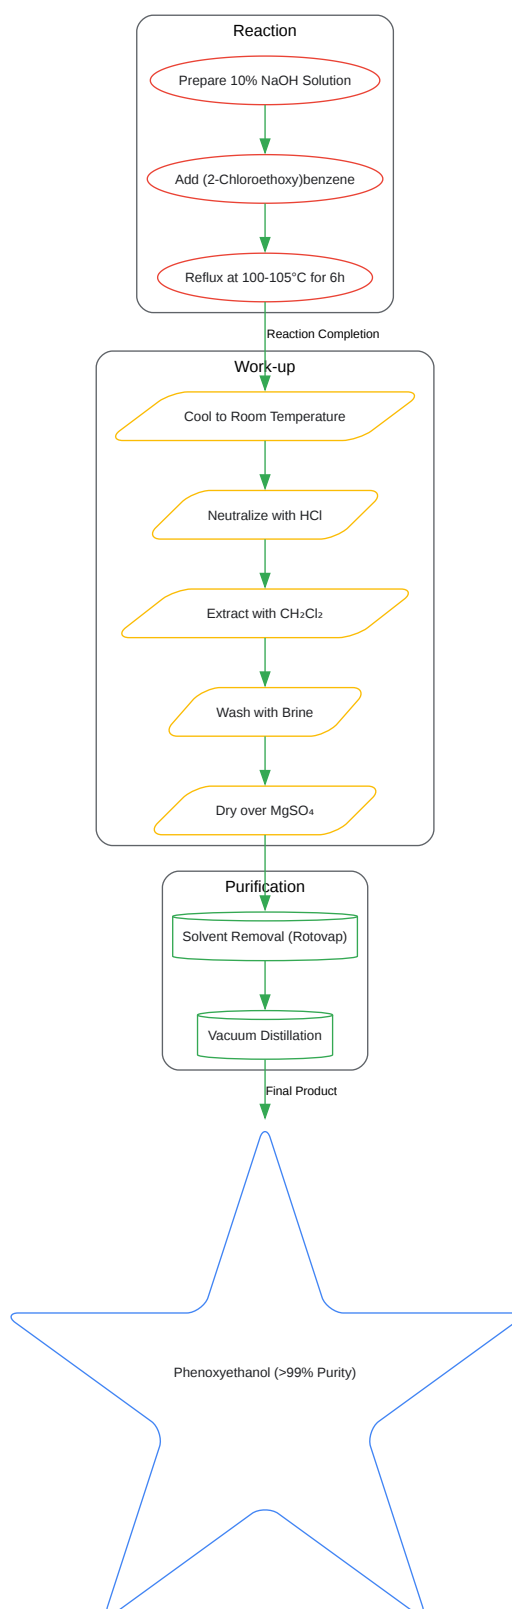 Reaction
Prepare 10% NaOH Solution
Add (2-Chloroethoxy)benzene
Reflux at 100-105°C for 6h
Reaction Completion
Work-up
Cool to Room Temperature
Neutralize with HCl
Extract with CH₂Cl₂
Wash with Brine
Dry over MgSO₄
Purification
Solvent Removal (Rotovap)
Vacuum Distillation
Final Product
Phenoxyethanol (>99% Purity)